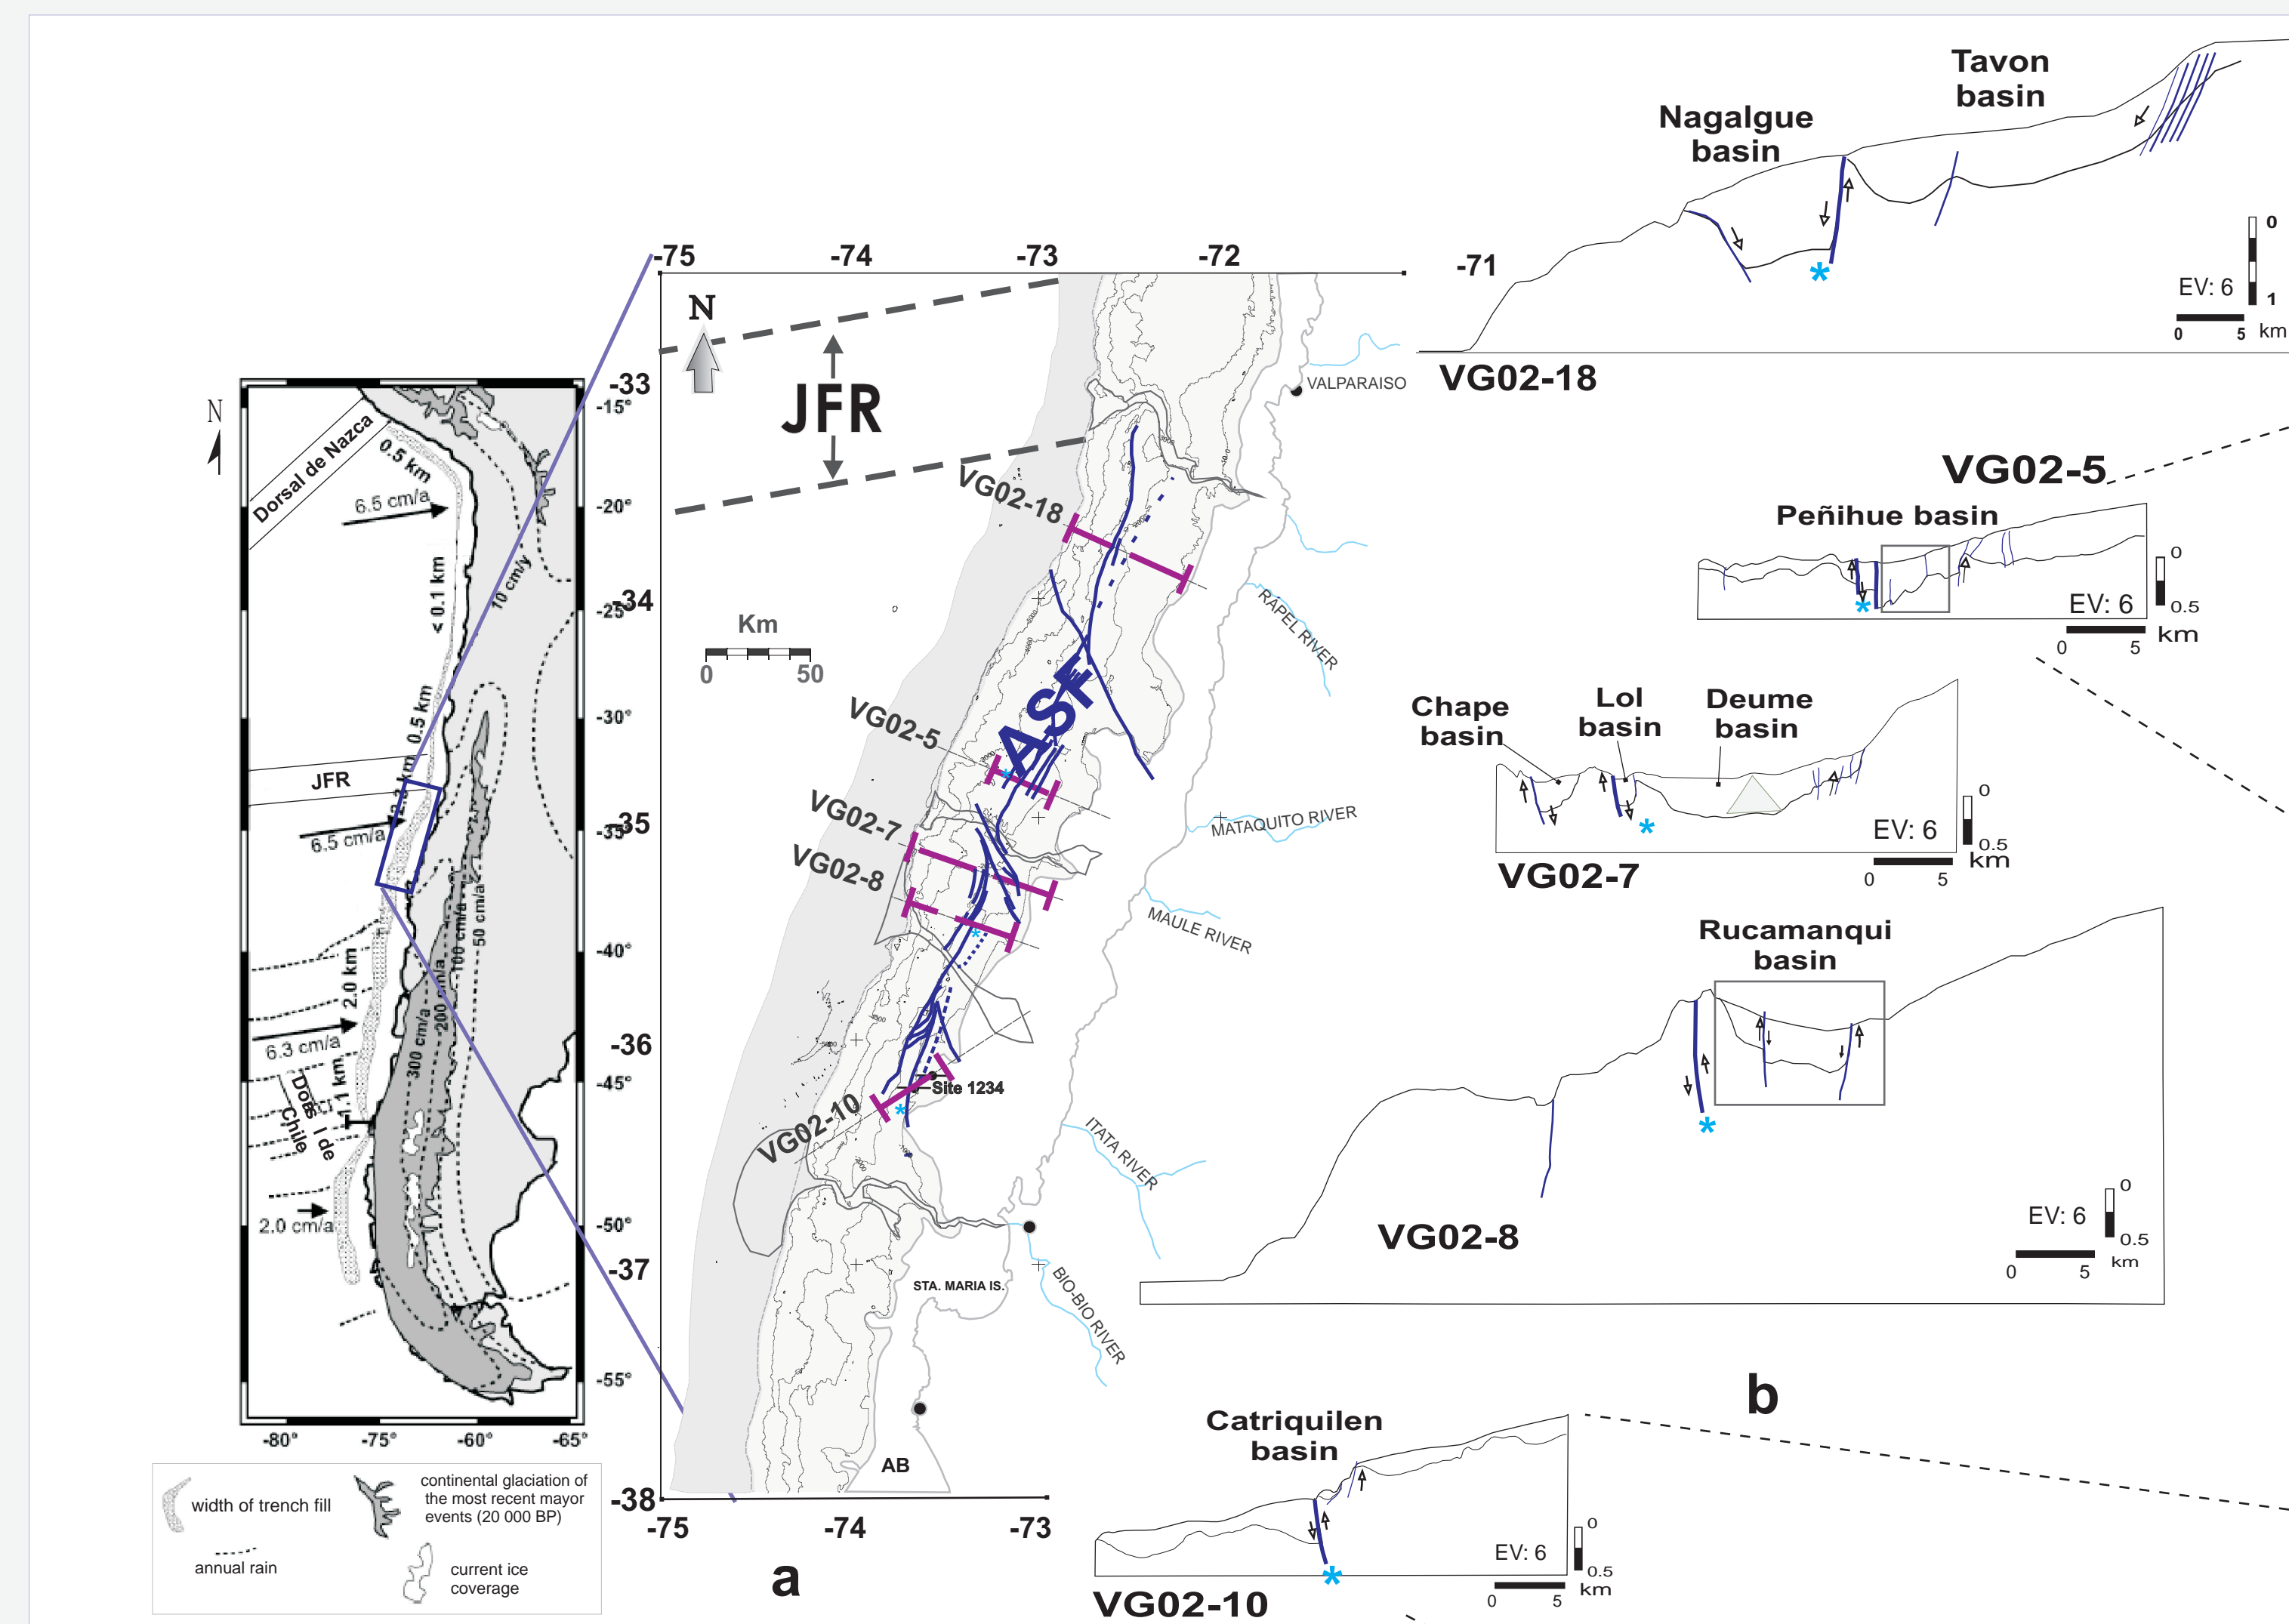 Tavon
basin
Nagalgue
basin
0
1
EV: 6
0 5 km
VG02-18
-75 -74 -73 -72 -71
N
JFR
-33
-34
-35
-36
-37
-38
-75 -74 -73
Km
0 50
VG02-18
VG02-5
VG02-7
VG02-8
VG02-10
ASF
Site 1234
VALPARAISO
RAPEL RIVER
MATAQUITO RIVER
MAULE RIVER
ITATA RIVER
BIO-BIO RIVER
STA. MARIA IS.
AB
a
N
Dorsal de Nazca
0.5 km
6.5 cm/a
< 0.1 km
10 cm/y
0.5 km
JFR
6.5 cm/a
50 cm/a
100 cm/a
200 cm/a
300 cm/a
2.0 km
6.3 cm/a
Chile
2.0 cm/a
-15°
-20°
-25°
-30°
-35°
-40°
-45°
-50°
-55°
-80° -75° -60° -65°
width of trench fill
continental glaciation of
the most recent mayor
events (20 000 BP)
annual rain
current ice
coverage
VG02-5
Peñihue basin
0
0.5
EV: 6
km
0 5
Chape
basin
Lol
basin
Deume
basin
0
0.5
EV: 6
km
0 5
VG02-7
Rucamanqui
basin
VG02-8
0
0.5
EV: 6
km
0 5
b
Catriquilen
basin
0
0.5
EV: 6
km
0 5
VG02-10